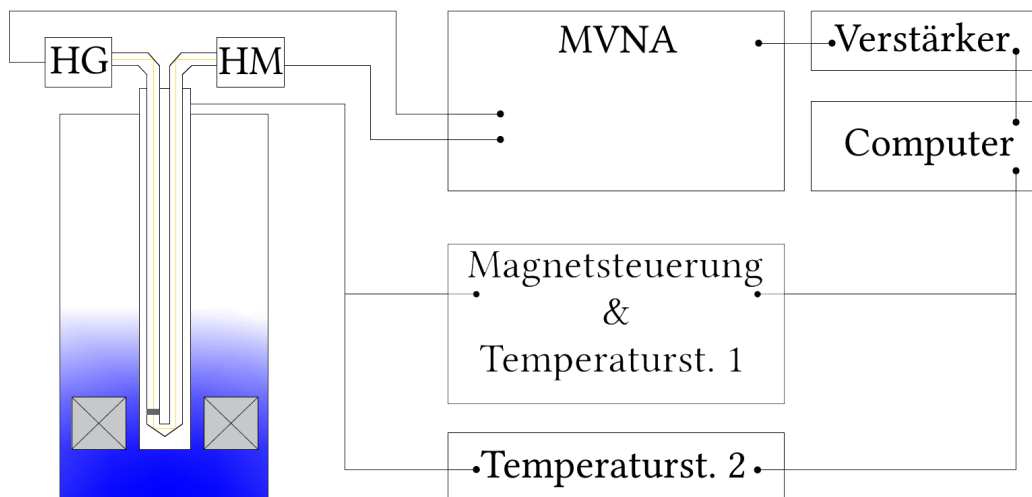 MVNA
Verstärker
HG
HM
Computer
Magnetsteuerung
&
Temperaturst. 1
Temperaturst. 2